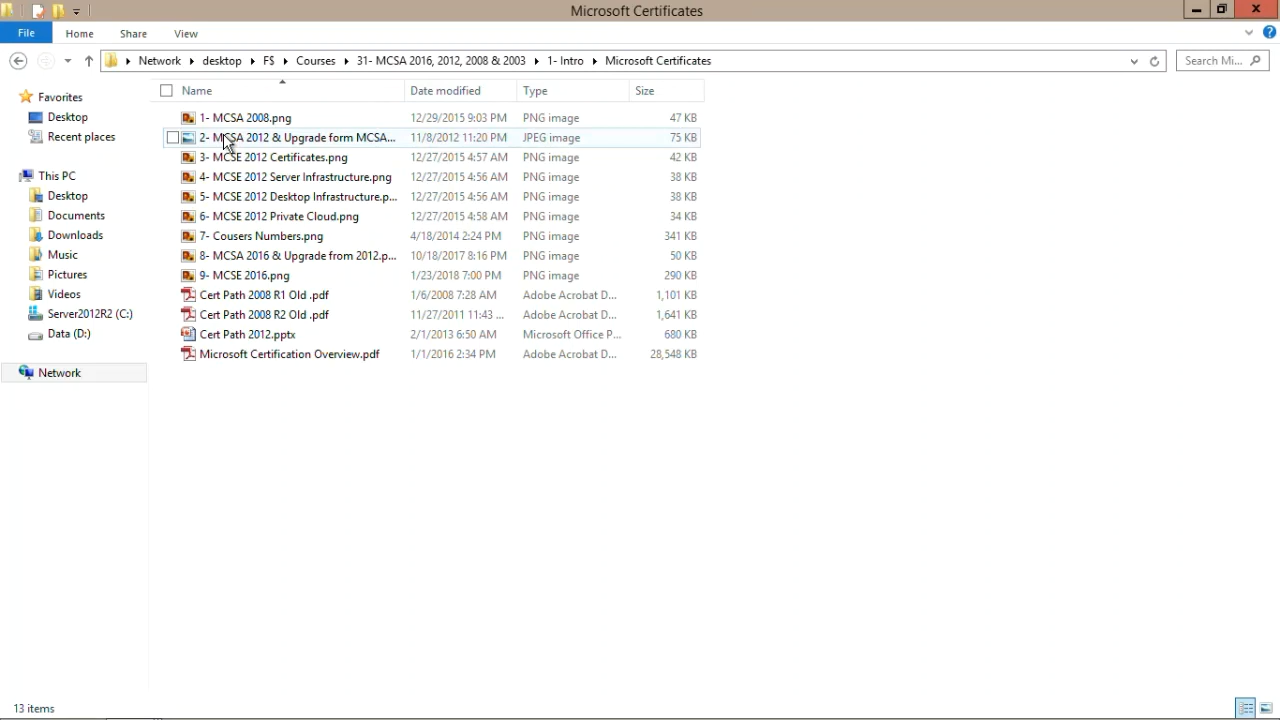 Microsoft Certificates
File Home Share View
Network desktop F$ Courses 31- MCSA 2016, 2012, 2008 & 2003 1- Intro Microsoft Certificates
Search Mi...
Name Date modified Type Size
Favorites
Desktop
Recent places
This PC
Desktop
Documents
Downloads
Music
Pictures
Videos
Server2012R2 (C:)
Data (D:)
Network
1- MCSA 2008.png 12/29/2015 9:03 PM PNG image 47 KB
2- MCSA 2012 & Upgrade form MCSA... 11/8/2012 11:20 PM JPEG image 75 KB
3- MCSE 2012 Certificates.png 12/27/2015 4:57 AM PNG image 42 KB
4- MCSE 2012 Server Infrastructure.png 12/27/2015 4:56 AM PNG image 38 KB
5- MCSE 2012 Desktop Infrastructure.p... 12/27/2015 4:56 AM PNG image 38 KB
6- MCSE 2012 Private Cloud.png 12/27/2015 4:58 AM PNG image 34 KB
7- Cousers Numbers.png 4/18/2014 2:24 PM PNG image 341 KB
8- MCSA 2016 & Upgrade from 2012.p... 10/18/2017 8:16 PM PNG image 50 KB
9- MCSE 2016.png 1/23/2018 7:00 PM PNG image 290 KB
Cert Path 2008 R1 Old .pdf 1/6/2008 7:28 AM Adobe Acrobat D... 1,101 KB
Cert Path 2008 R2 Old .pdf 11/27/2011 11:43 ... Adobe Acrobat D... 1,641 KB
Cert Path 2012.pptx 2/1/2013 6:50 AM Microsoft Office P... 680 KB
Microsoft Certification Overview.pdf 1/1/2016 2:34 PM Adobe Acrobat D... 28,548 KB
13 items